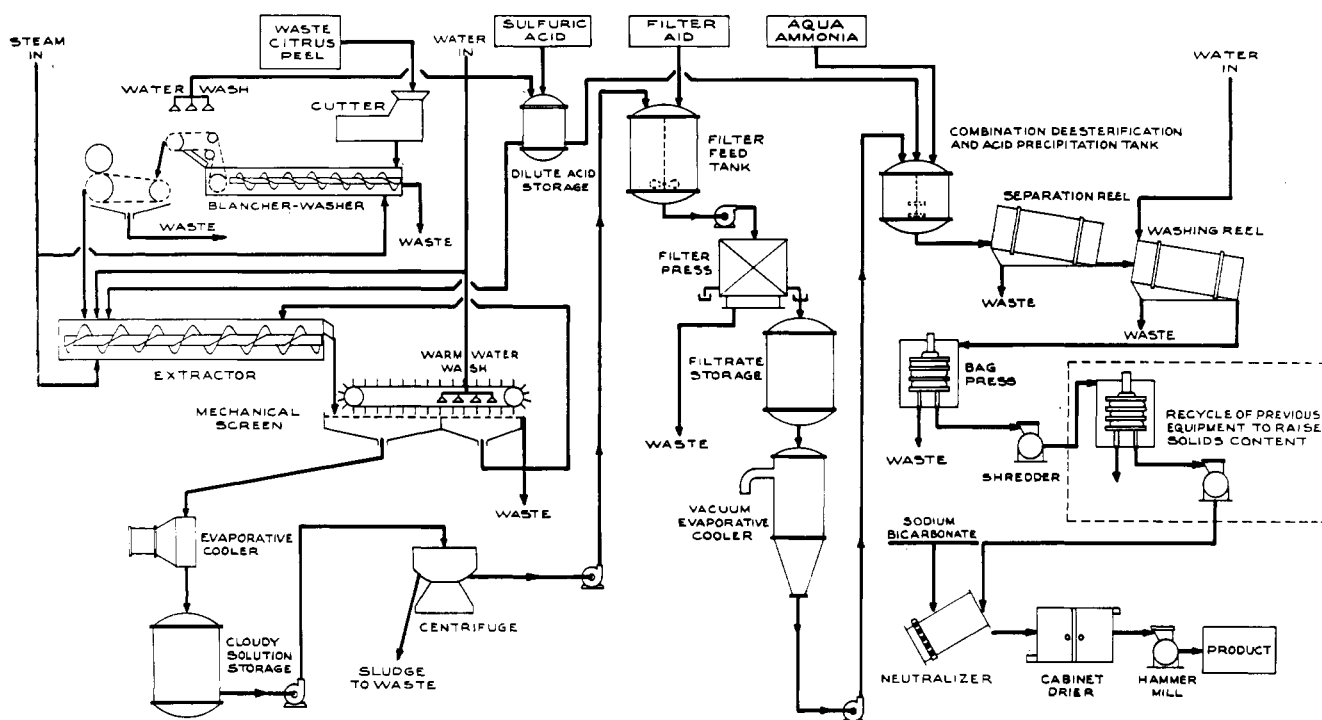 STEAM
IN
WASTE
CITRUS
PEEL
WATER
IN
SULFURIC
ACID
FILTER
AID
AQUA
AMMONIA
WATER
IN
WATER WASH
CUTTER
DILUTE ACID
STORAGE
FILTER
FEED
TANK
COMBINATION DEESTERIFICATION
AND ACID PRECIPITATION TANK
BLANCHER-WASHER
WASTE
WASTE
SEPARATION REEL
WASHING REEL
FILTER
PRESS
WASTE
WASTE
EXTRACTOR
WARM WATER
WASH
MECHANICAL
SCREEN
FILTRATE
STORAGE
BAG
PRESS
RECYCLE OF PREVIOUS
EQUIPMENT TO RAISE
SOLIDS CONTENT
WASTE
WASTE
SHREDDER
WASTE
EVAPORATIVE
COOLER
VACUUM
EVAPORATIVE
COOLER
SODIUM
BICARBONATE
CENTRIFUGE
CLOUDY
SOLUTION
STORAGE
SLUDGE
TO WASTE
NEUTRALIZER
CABINET
DRIER
HAMMER
MILL
PRODUCT